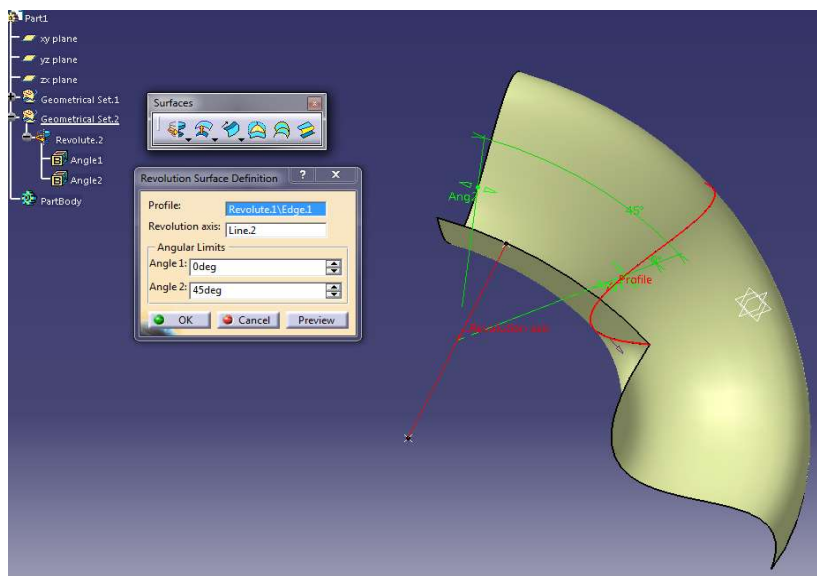 Part1
xy plane
yz plane
zx plane
Geometrical Set.1
Geometrical Set.2
Revolute.2
Angle1
Angle2
PartBody
Surfaces
Revolution Surface Definition ? X
Profile: Revolute.1\Edge.1
Revolution axis: Line.2
Angular Limits
Angle 1: 0deg
Angle 2: 45deg
OK Cancel Preview
45°
Profile
Revolution axis